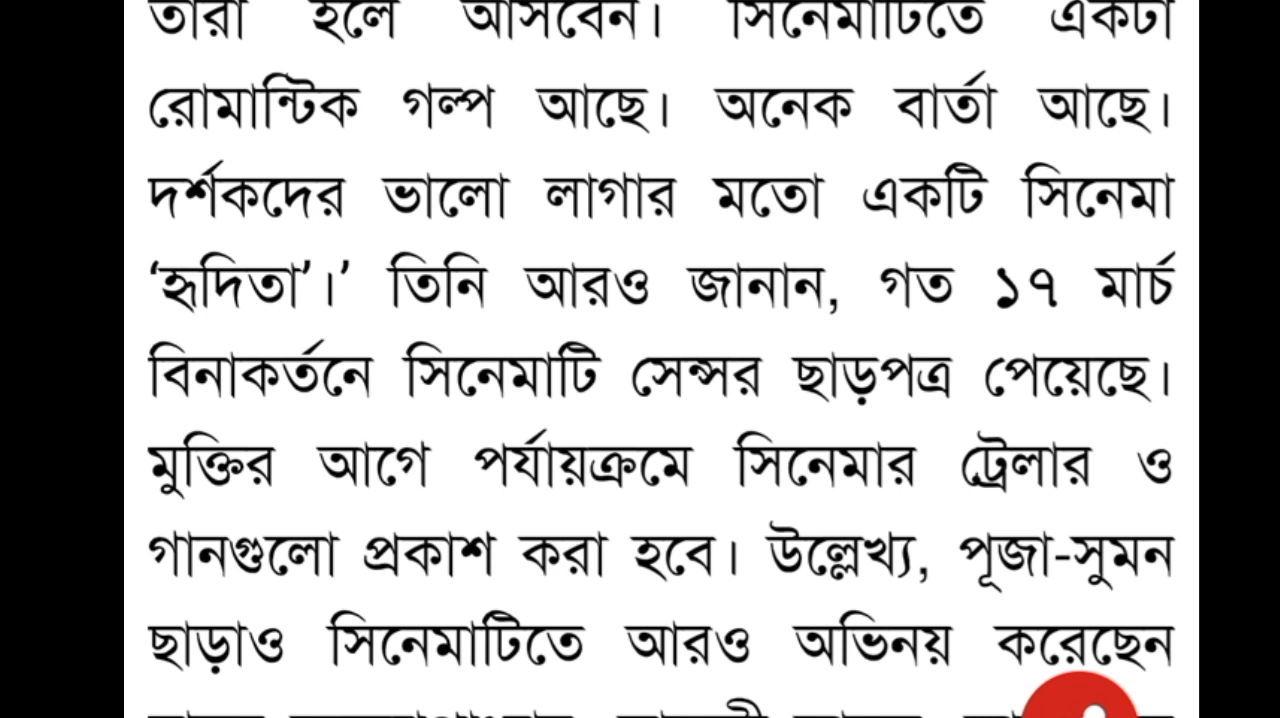 তারা হলে আসবেন। সিনেমাটিতে একটা
রোমান্টিক গল্প আছে। অনেক বার্তা আছে।
দর্শকদের ভালো লাগার মতো একটি সিনেমা
‘হৃদিতা’।’ তিনি আরও জানান, গত ১৭ মার্চ
বিনাকর্তনে সিনেমাটি সেন্সর ছাড়পত্র পেয়েছে।
মুক্তির আগে পর্যায়ক্রমে সিনেমার ট্রেলার ও
গানগুলো প্রকাশ করা হবে। উল্লেখ্য, পূজা-সুমন
ছাড়াও সিনেমাটিতে আরও অভিনয় করেছেন